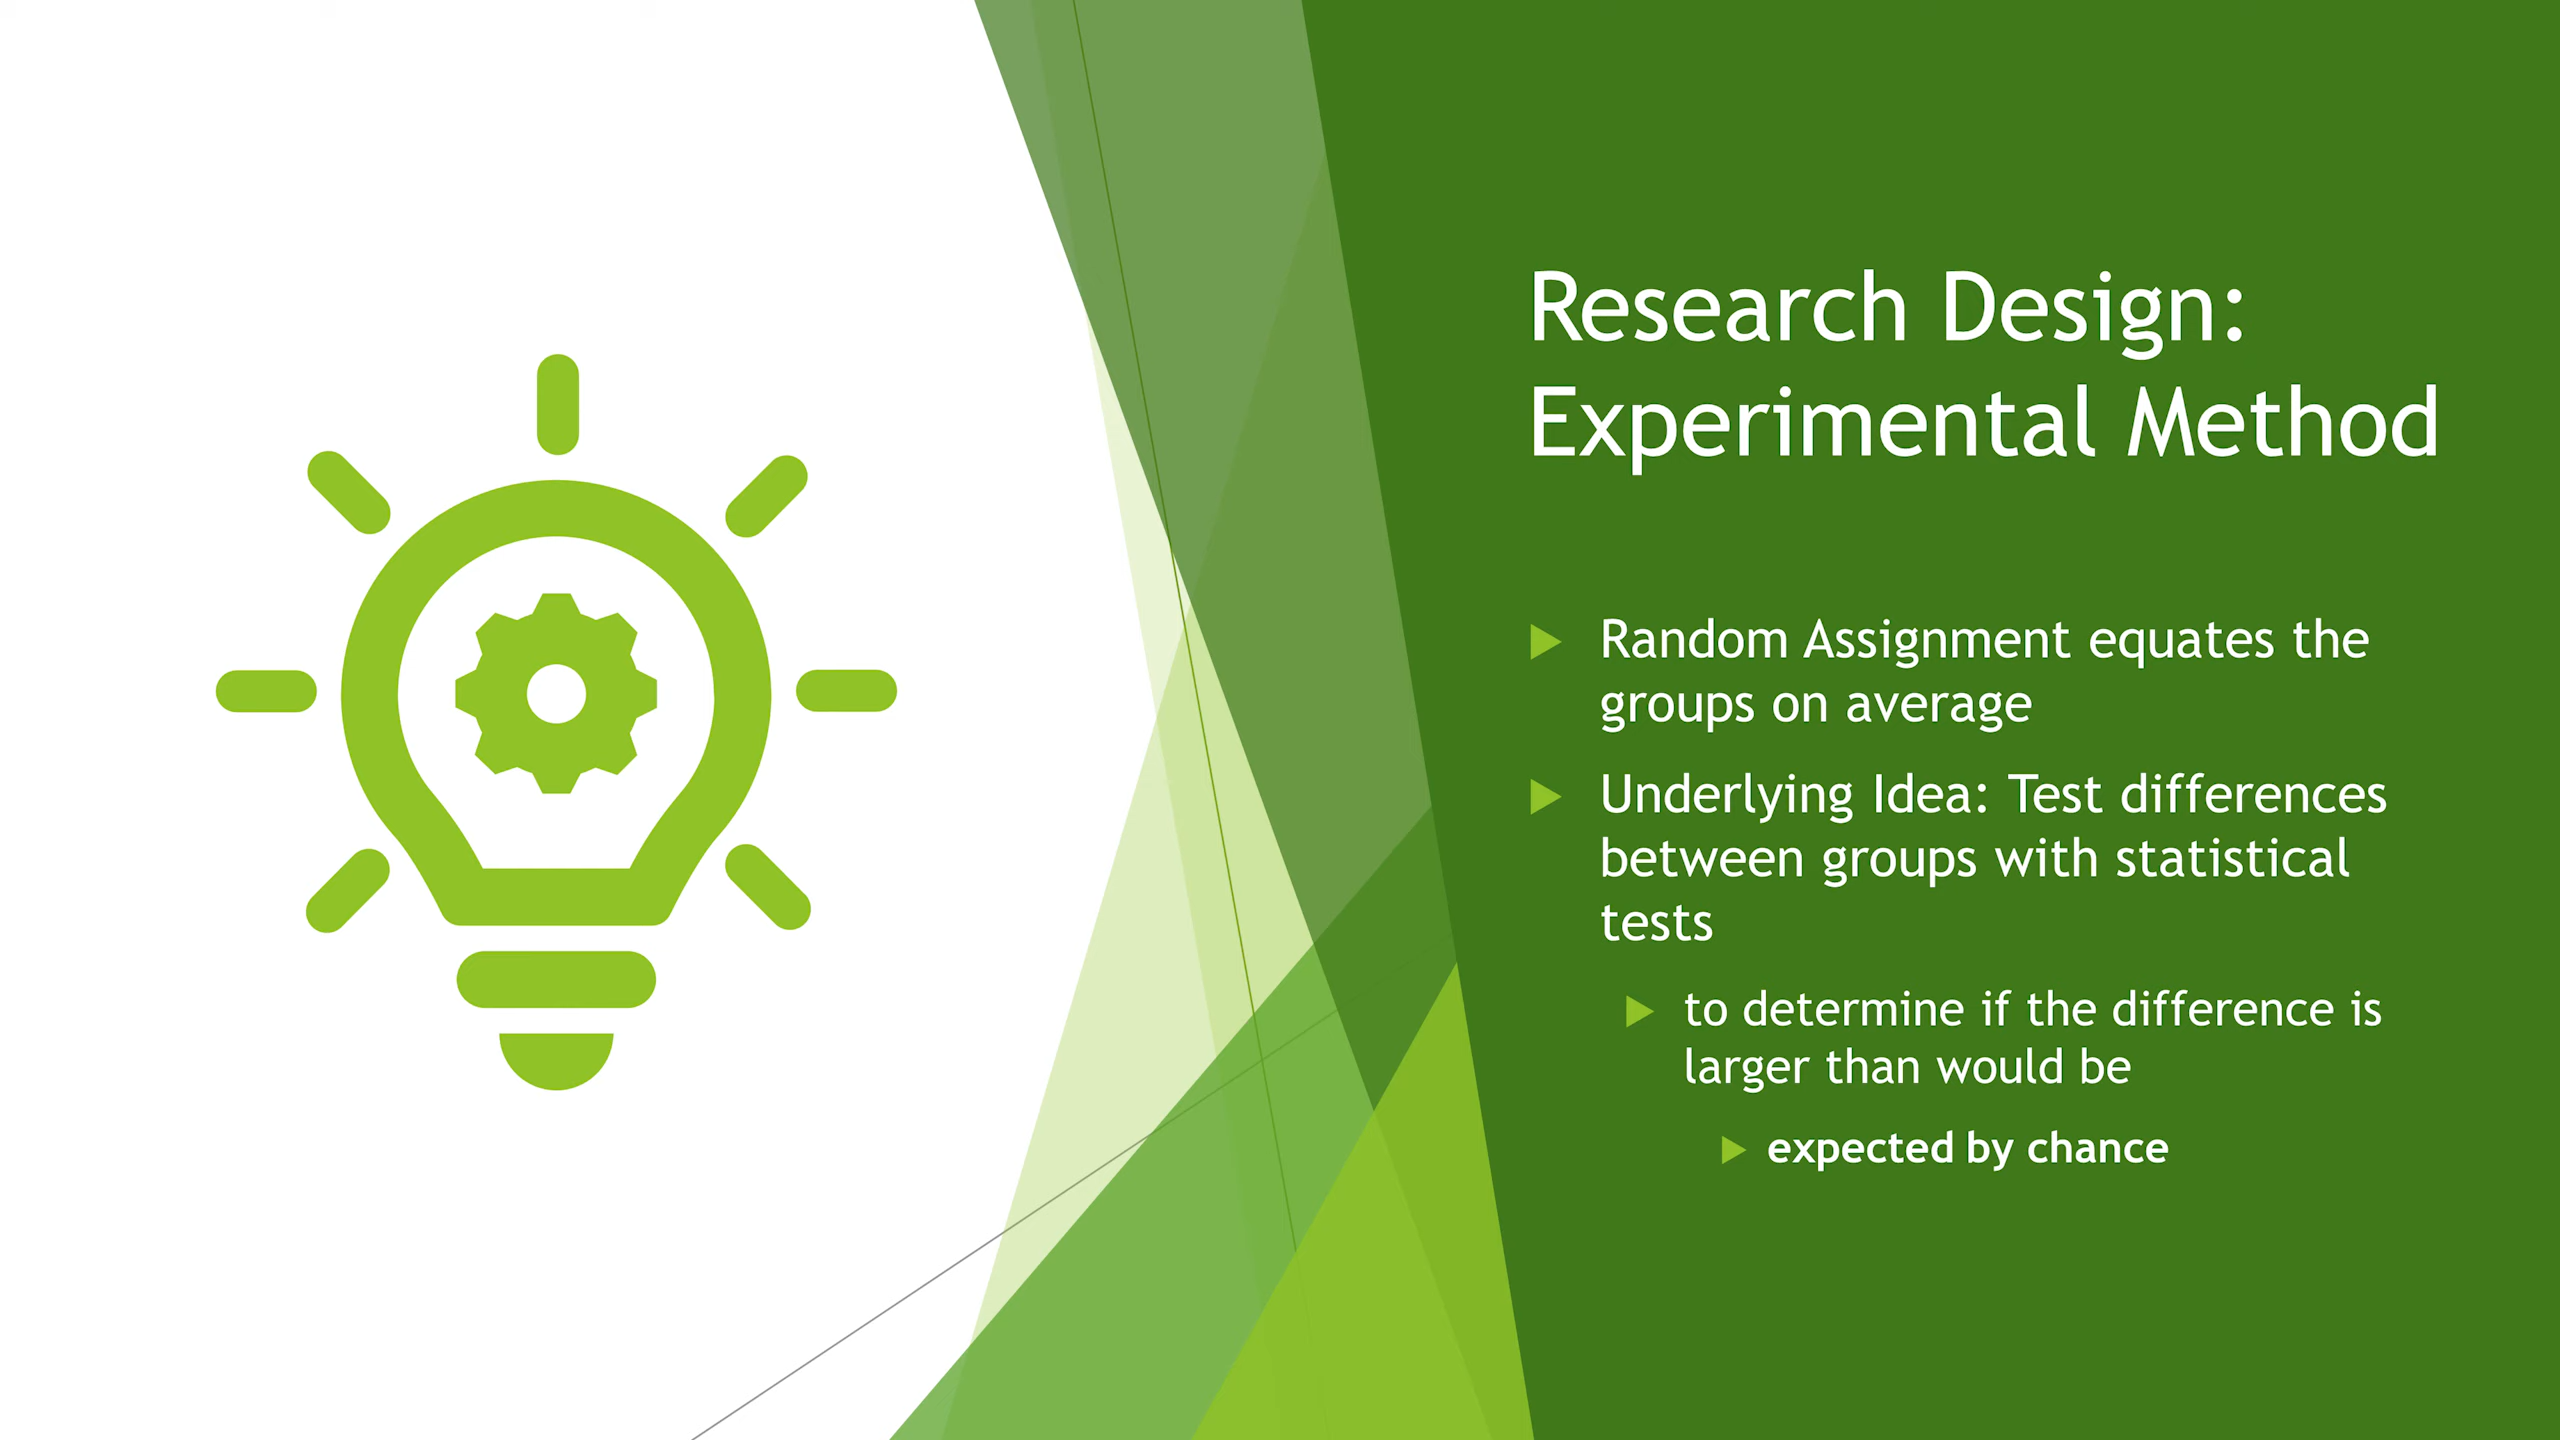 Research Design:
Experimental Method
Random Assignment equates the
groups on average
Underlying Idea: Test differences
between groups with statistical
tests
to determine if the difference is
larger than would be
expected by chance